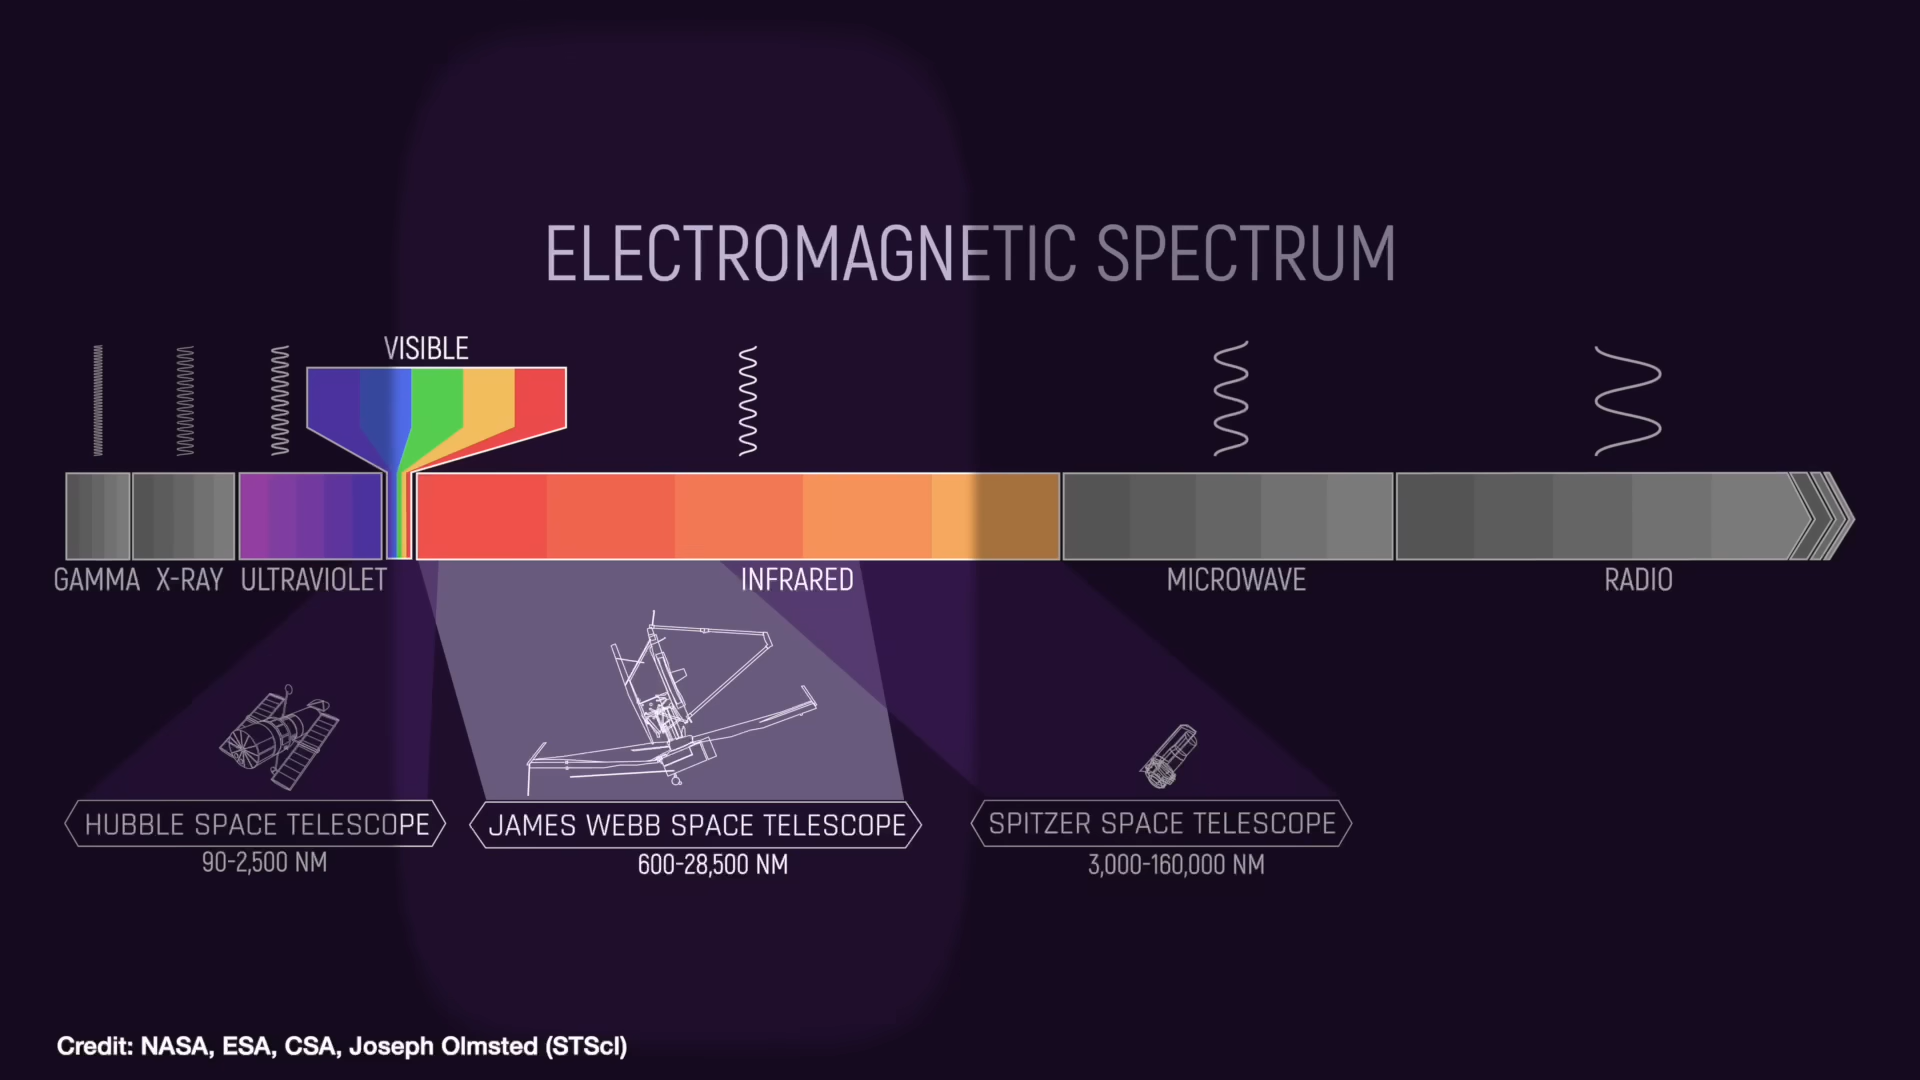 ELECTROMAGNETIC SPECTRUM
VISIBLE
GAMMA
X-RAY
ULTRAVIOLET
INFRARED
MICROWAVE
RADIO
HUBBLE SPACE TELESCOPE
90-2,500 NM
JAMES WEBB SPACE TELESCOPE
600-28,500 NM
SPITZER SPACE TELESCOPE
3,000-160,000 NM
Credit: NASA, ESA, CSA, Joseph Olmsted (STScI)